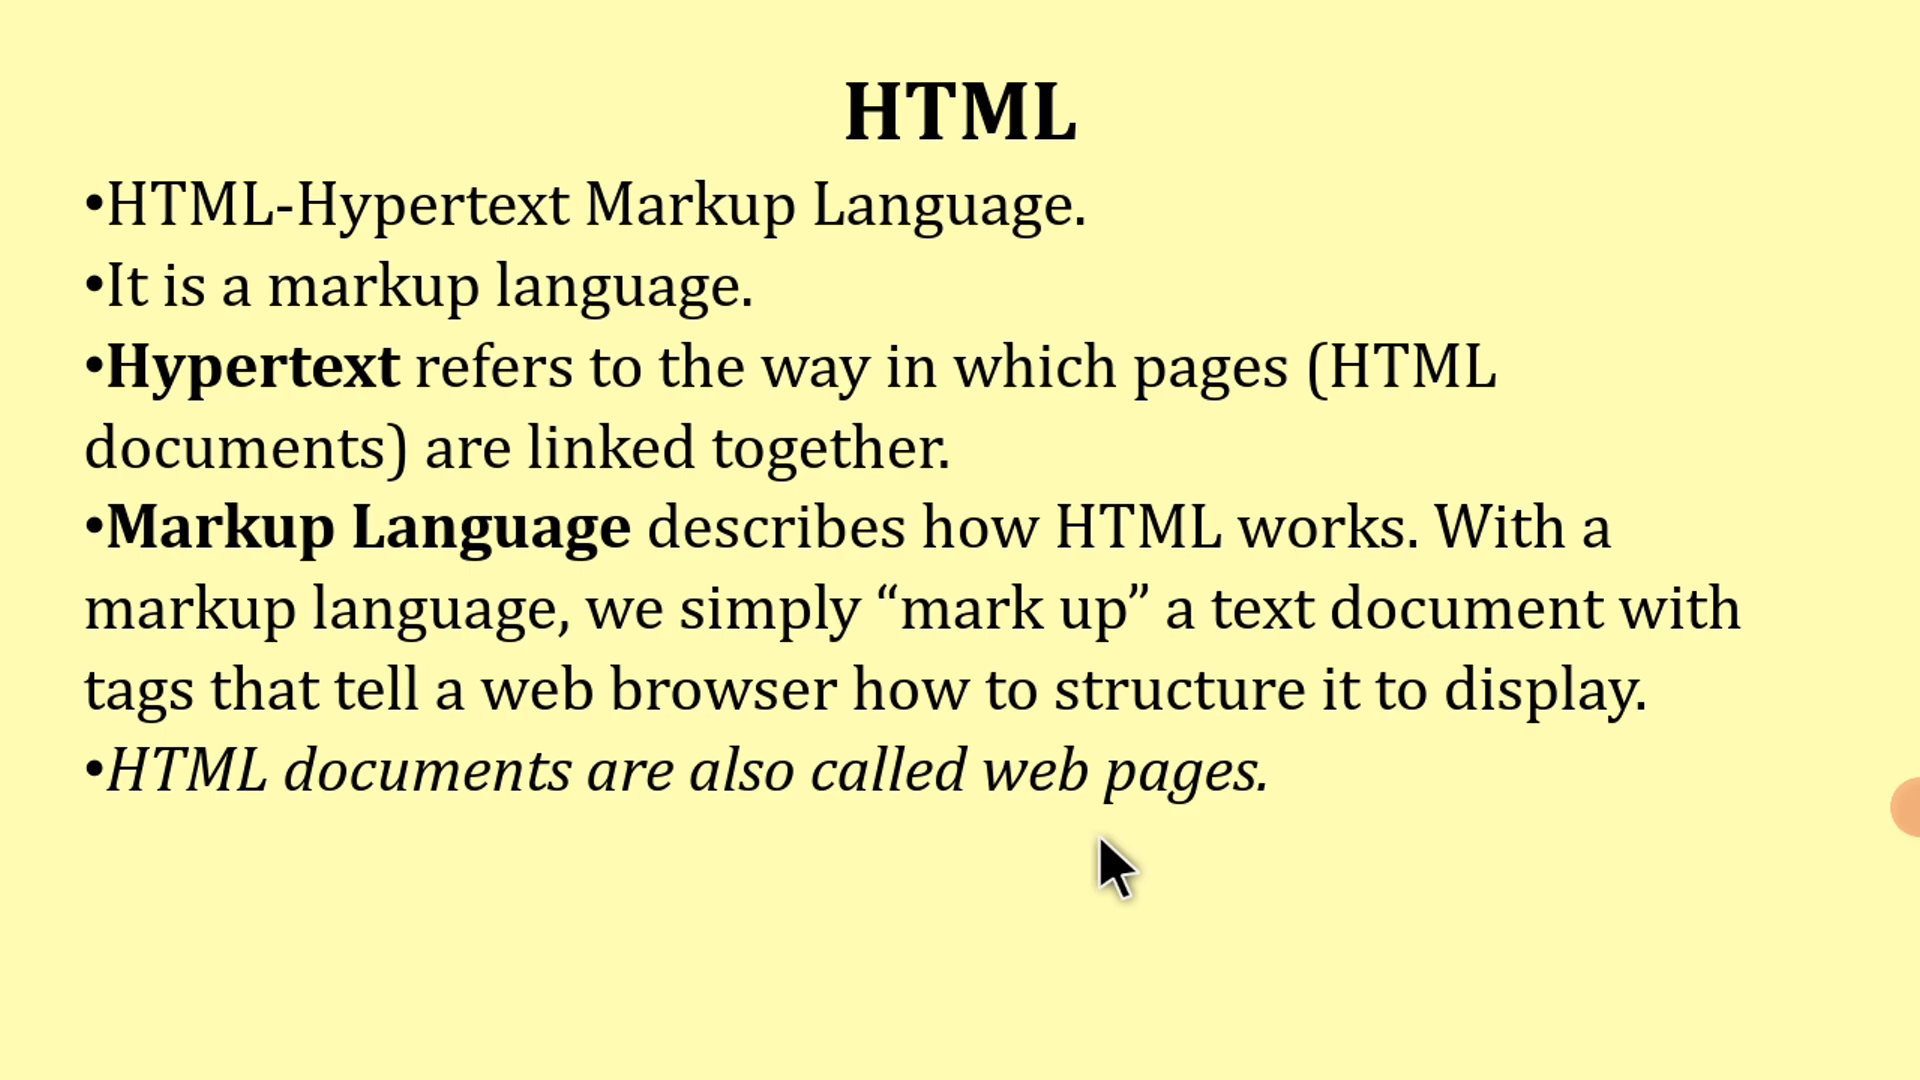 HTML
•HTML-Hypertext Markup Language.
•It is a markup language.
•Hypertext refers to the way in which pages (HTML
documents) are linked together.
•Markup Language describes how HTML works. With a
markup language, we simply “mark up” a text document with
tags that tell a web browser how to structure it to display.
•HTML documents are also called web pages.